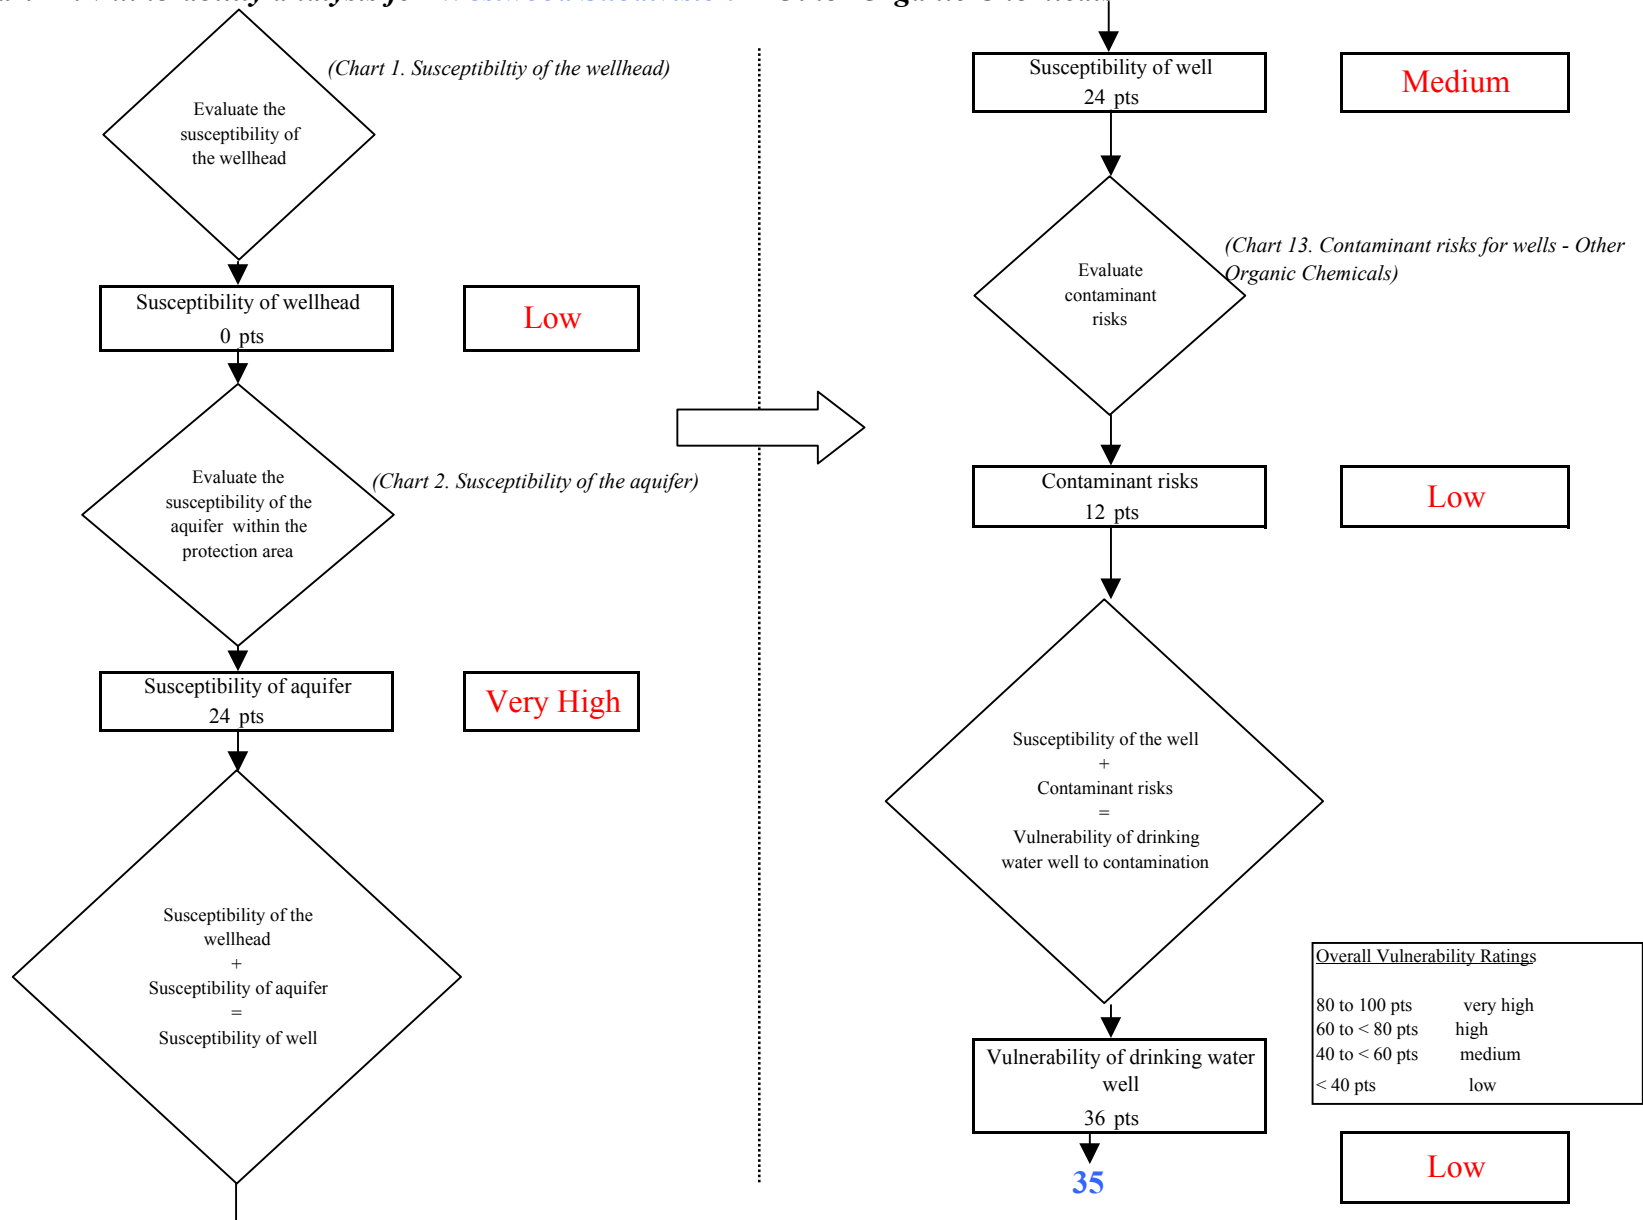 (Chart 1. Susceptibiltiy of the wellhead)
Evaluate the
susceptibility of
the wellhead
Susceptibility of wellhead
0 pts
Low
Evaluate the
susceptibility of the
aquifer within the
protection area
(Chart 2. Susceptibility of the aquifer)
Susceptibility of aquifer
24 pts
Very High
Susceptibility of the
wellhead
+
Susceptibility of aquifer
=
Susceptibility of well
Susceptibility of well
24 pts
Medium
Evaluate
contaminant
risks
(Chart 13. Contaminant risks for wells - Other
Organic Chemicals)
Contaminant risks
12 pts
Low
Susceptibility of the well
+
Contaminant risks
=
Vulnerability of drinking
water well to contamination
Vulnerability of drinking water
well
36 pts
35
Overall Vulnerability Ratings
80 to 100 pts very high
60 to < 80 pts high
40 to < 60 pts medium
< 40 pts low
Low